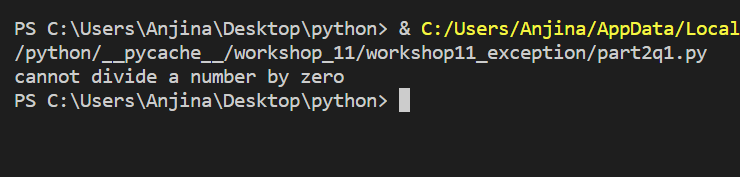 PS C:\Users\Anjina\Desktop\python> & C:/Users/Anjina/AppData/Local
/python/__pycache__/workshop_11/workshop11_exception/part2q1.py
cannot divide a number by zero
PS C:\Users\Anjina\Desktop\python>